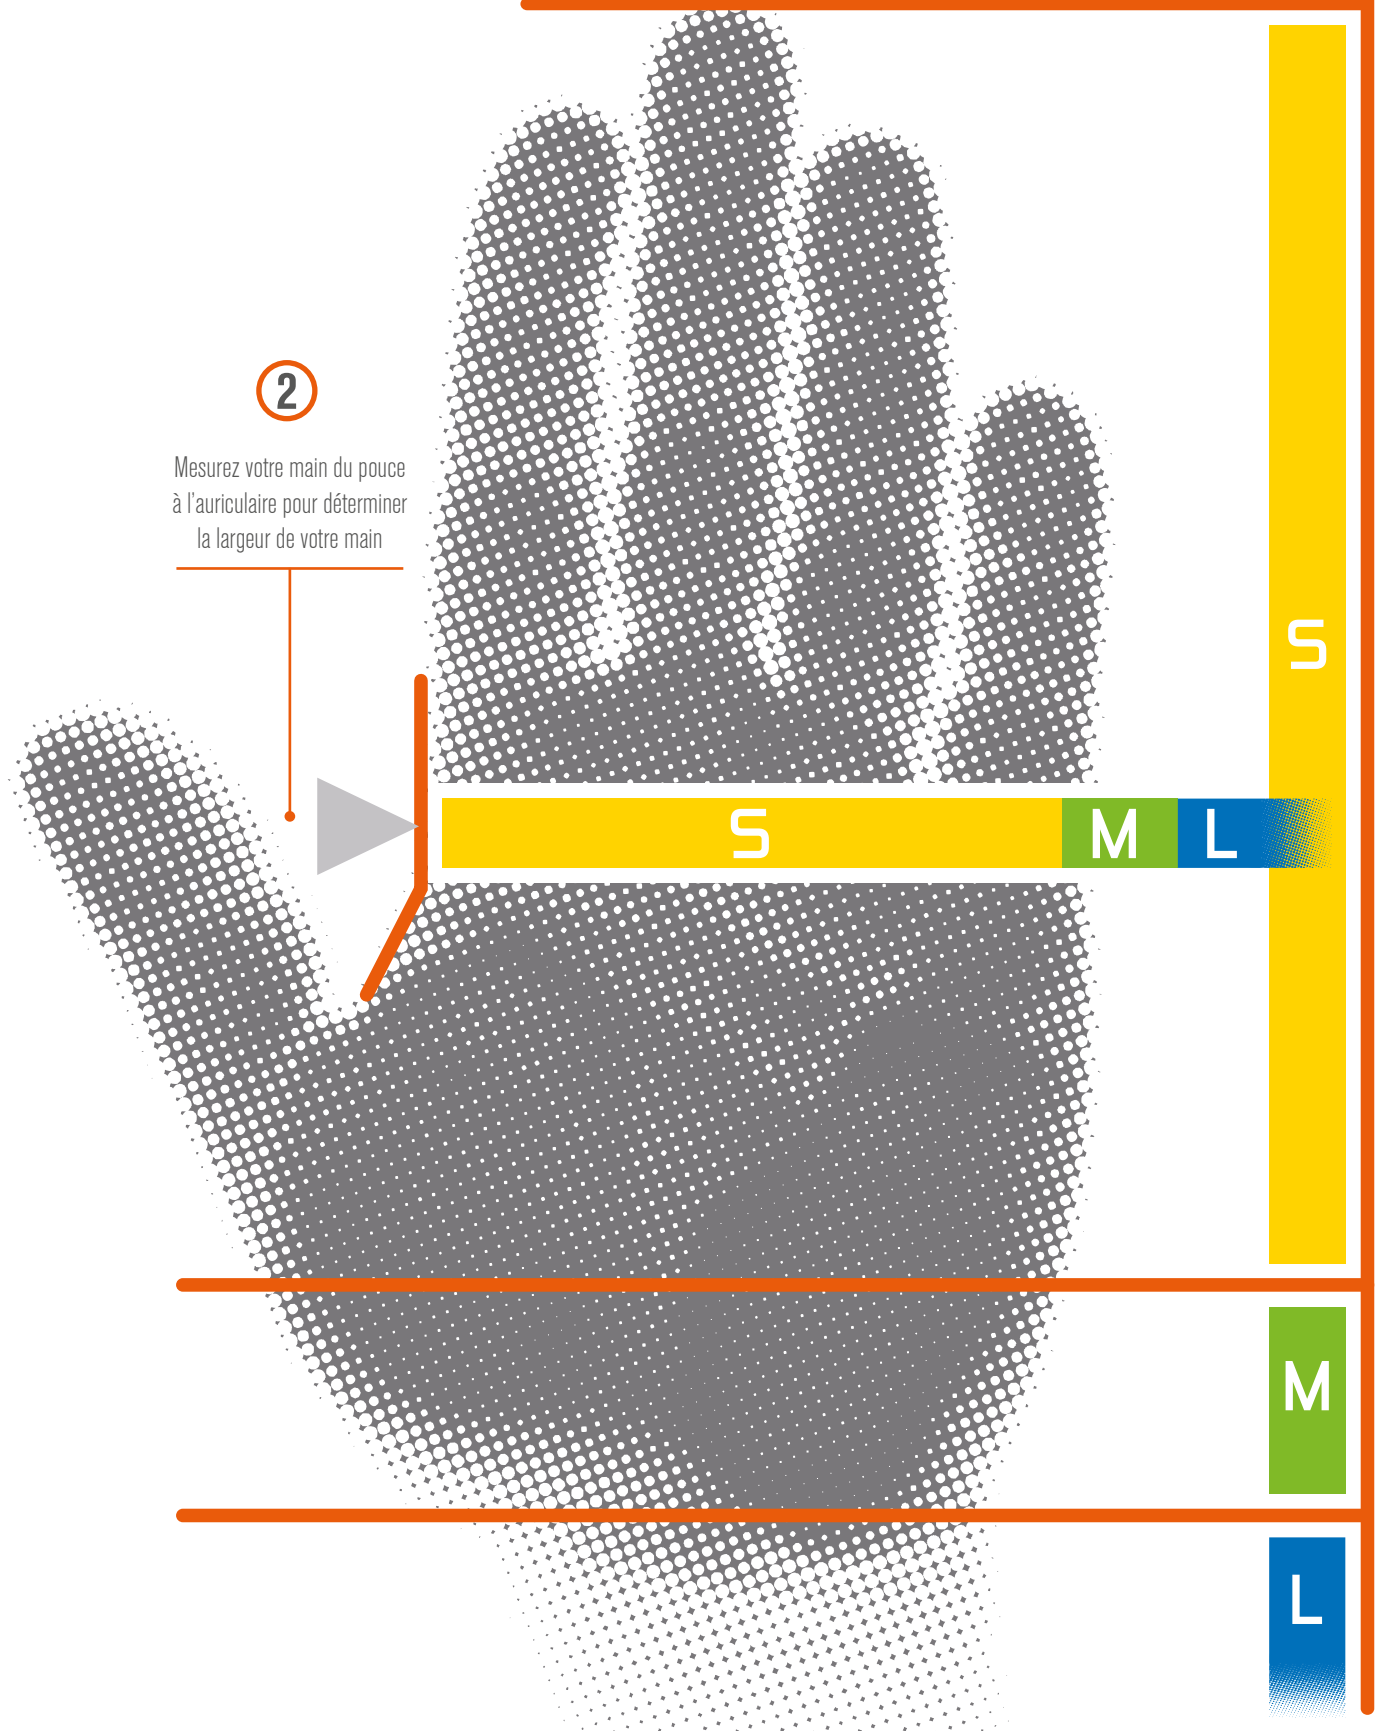 2
Mesurez votre main du pouce
à l'auriculaire pour déterminer
la largeur de votre main
S
S M L
M
L